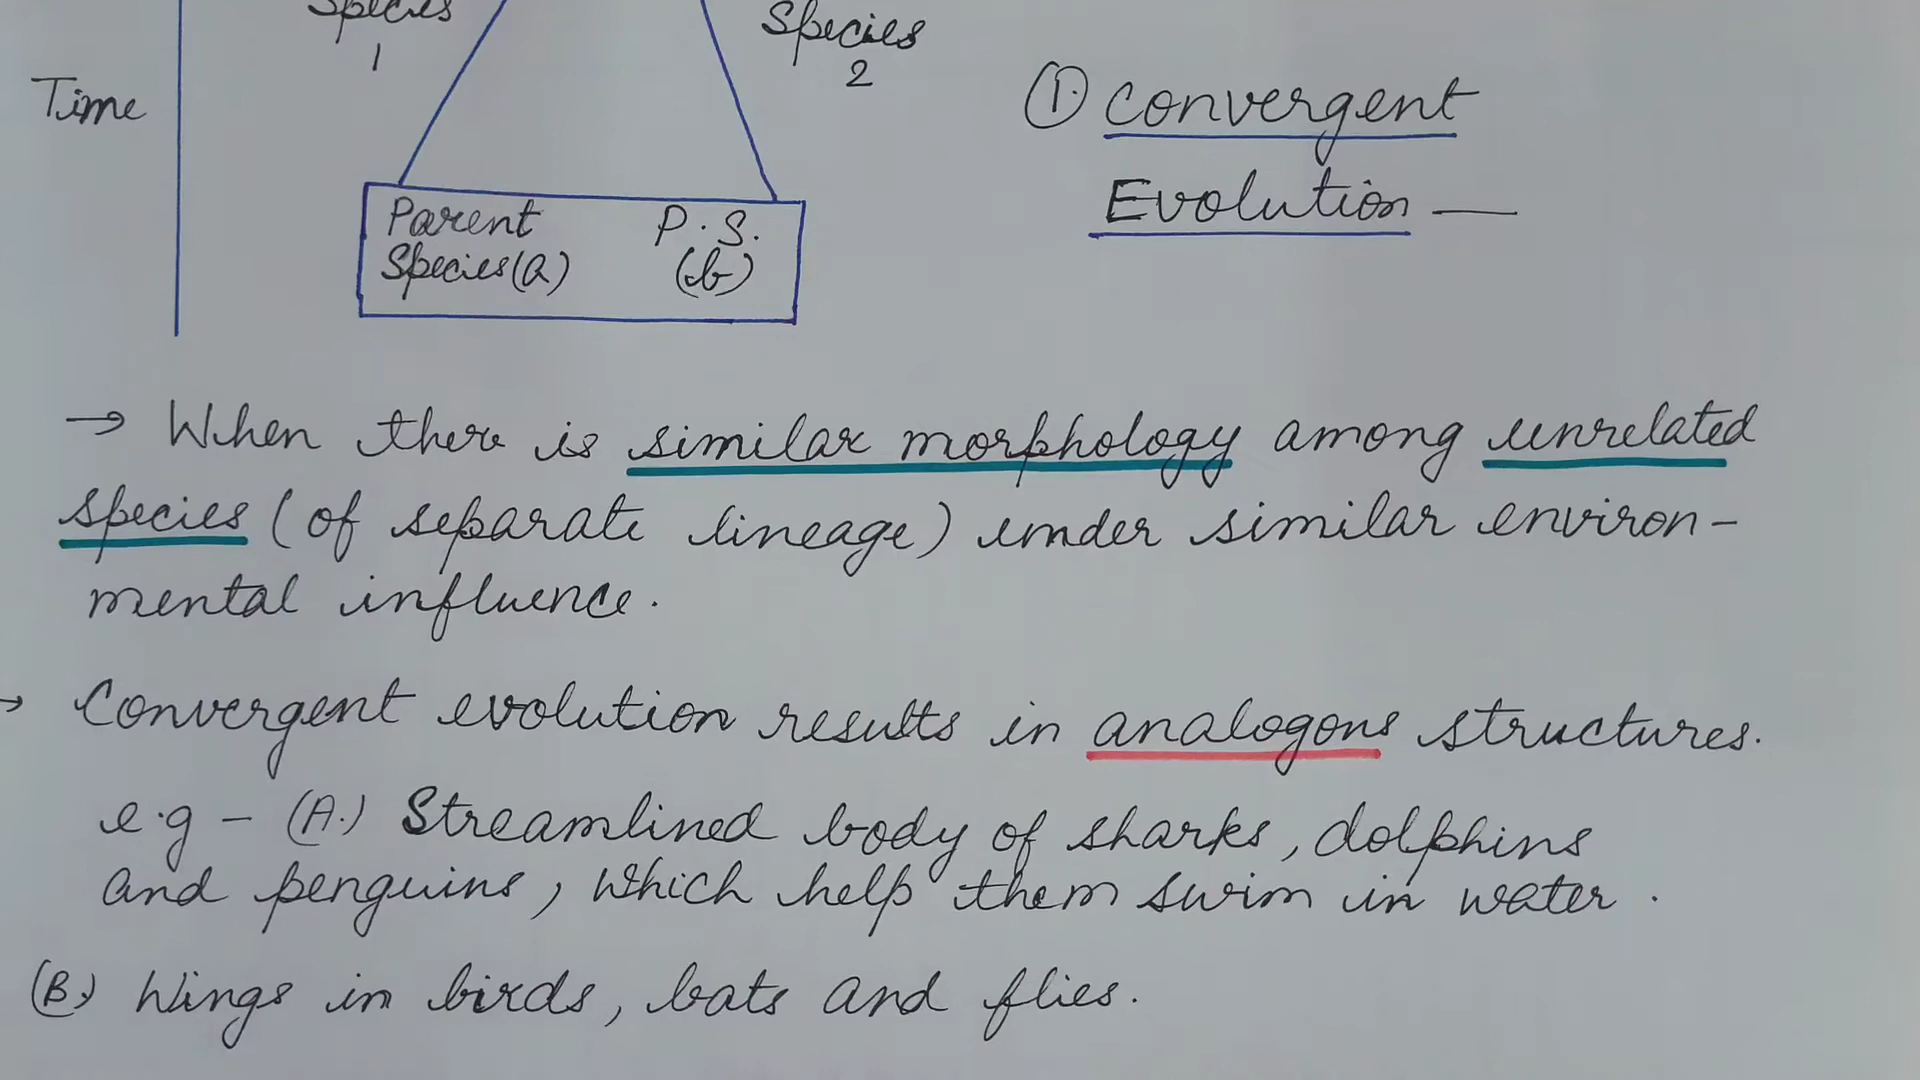 Species
1
Species
2
Time
Parent
Species(a)
P.S.
(b)
①. Convergent
Evolution —
→ When there is similar morphology among unrelated
species (of separate lineage) under similar environ-
mental influence.
→ Convergent evolution results in analogous structures.
e.g - (A.) Streamlined body of sharks, dolphins
and penguins, which help them swim in water.
(B.) Wings in birds, bats and flies.